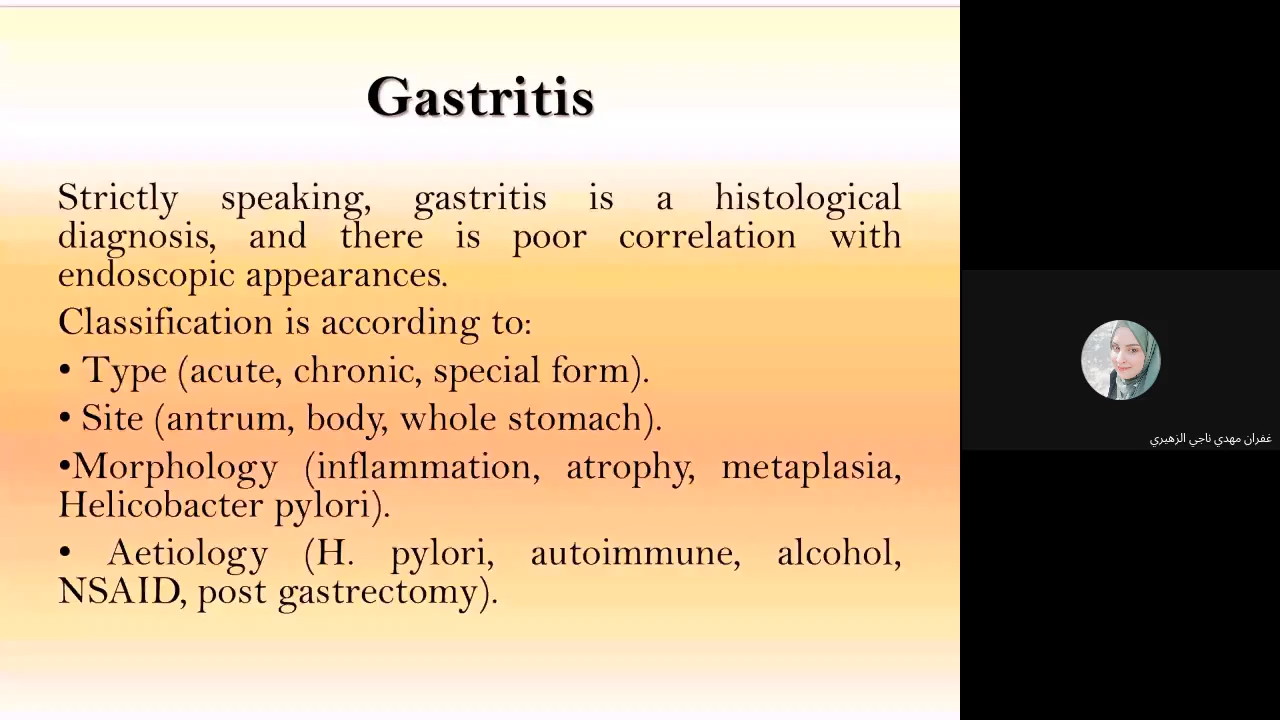 Gastritis
Strictly speaking, gastritis is a histological
diagnosis, and there is poor correlation with
endoscopic appearances.
Classification is according to:
• Type (acute, chronic, special form).
• Site (antrum, body, whole stomach).
•Morphology (inflammation, atrophy, metaplasia,
Helicobacter pylori).
• Aetiology (H. pylori, autoimmune, alcohol,
NSAID, post gastrectomy).
غفران مهدي ناجي الزهيري